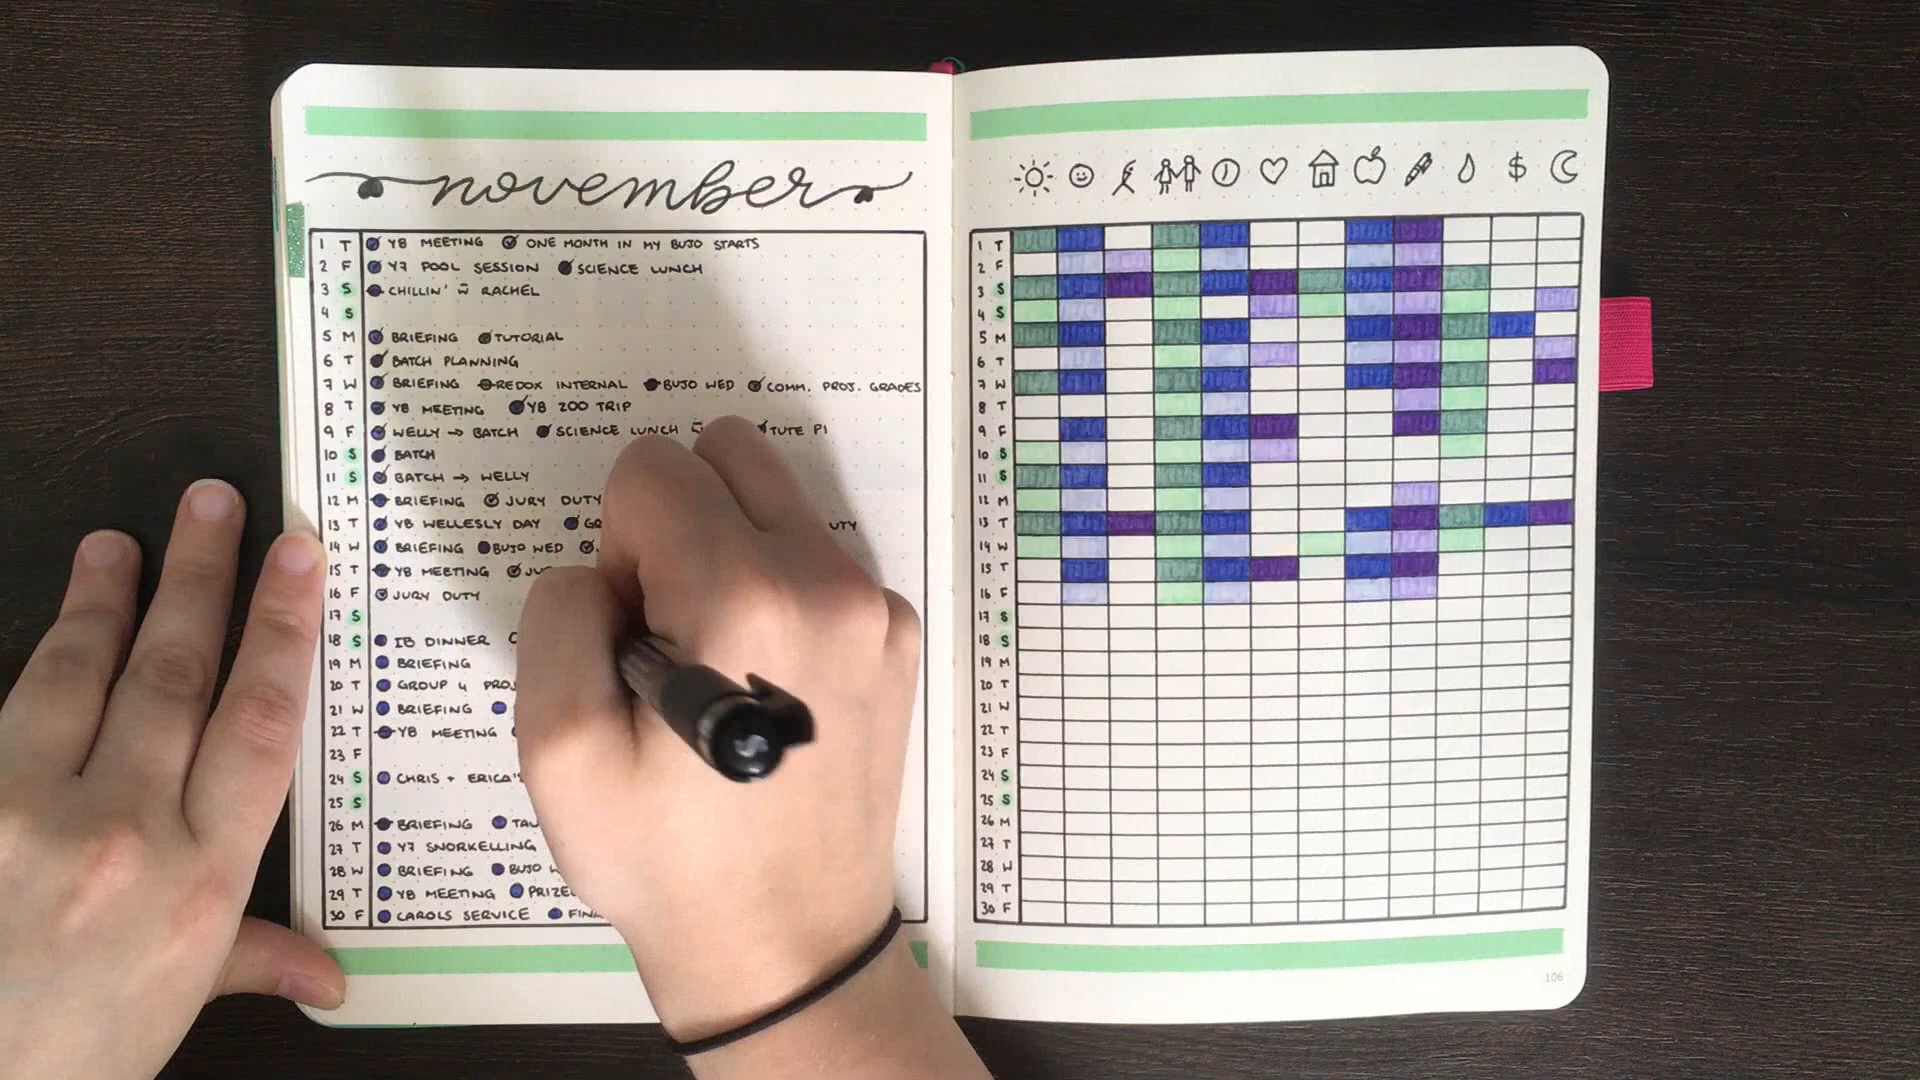 november
1 T YB MEETING ONE MONTH IN MY BUJO STARTS
2 F Y7 POOL SESSION SCIENCE LUNCH
3 S CHILLIN' w̄ RACHEL
4 S
5 M BRIEFING TUTORIAL
6 T BATCH PLANNING
7 W BRIEFING REDOX INTERNAL BUJO WED COMM. PROJ. GRADES
8 T Y8 MEETING Y8 ZOO TRIP
9 F WELLY → BATCH SCIENCE LUNCH w̄ TUTE P1
10 S BATCH
11 S BATCH → WELLY
12 M BRIEFING JURY DUTY
13 T Y8 WELLESLY DAY UTY
14 W BRIEFING BUJO WED
15 T Y8 MEETING
16 F JURY DUTY
17 S
18 S IB DINNER
19 M BRIEFING
20 T GROUP 4
21 W BRIEFING
22 T Y8 MEETING
23 F
24 S CHRIS + ERICA'S
25 S
26 M BRIEFING
27 T Y7 SNORKELLING
28 W BRIEFING BUJO
29 T Y8 MEETING
30 F CAROLS SERVICE
$
1 T
2 F
3 S
4 S
5 M
6 T
7 W
8 T
9 F
10 S
11 S
12 M
13 T
14 W
15 T
16 F
17 S
18 S
19 M
20 T
21 W
22 T
23 F
24 S
25 S
26 M
27 T
28 W
29 T
30 F
106